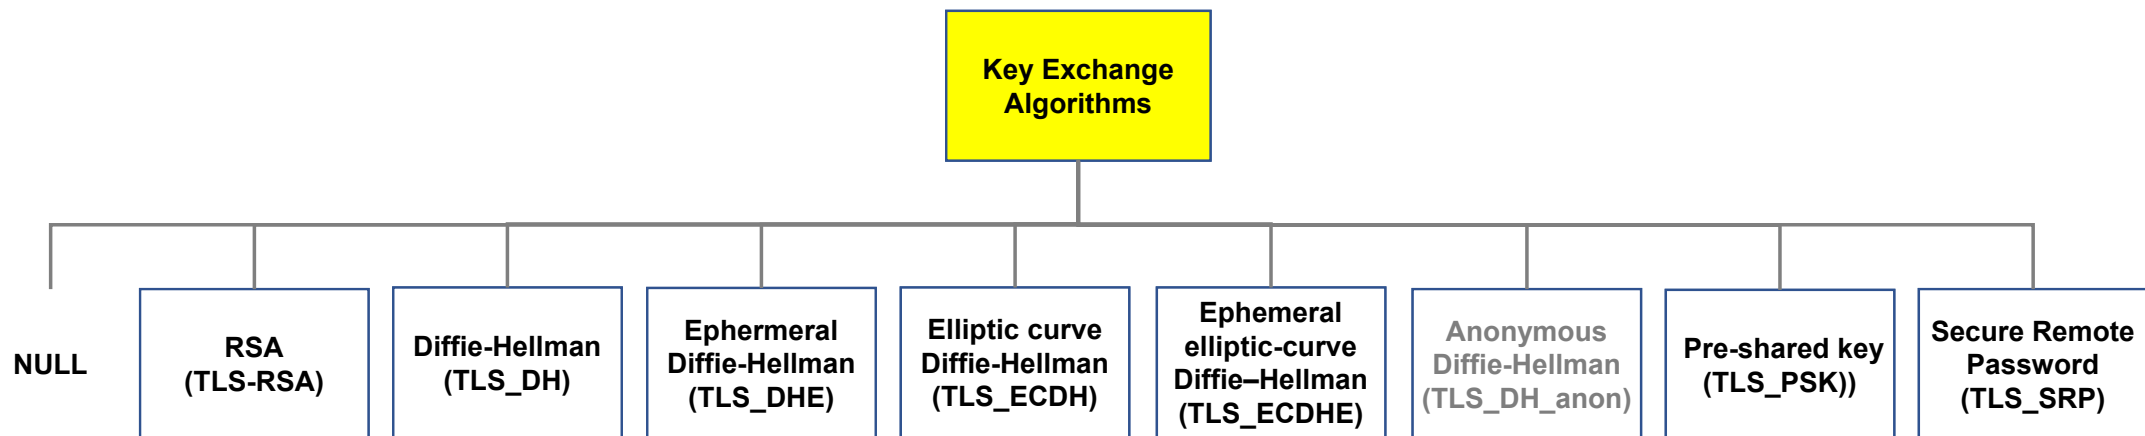 Key Exchange
Algorithms
NULL
RSA
(TLS-RSA)
Diffie-Hellman
(TLS_DH)
Ephermeral
Diffie-Hellman
(TLS_DHE)
Elliptic curve
Diffie-Hellman
(TLS_ECDH)
Ephemeral
elliptic-curve
Diffie–Hellman
(TLS_ECDHE)
Anonymous
Diffie-Hellman
(TLS_DH_anon)
Pre-shared key
(TLS_PSK))
Secure Remote
Password
(TLS_SRP)